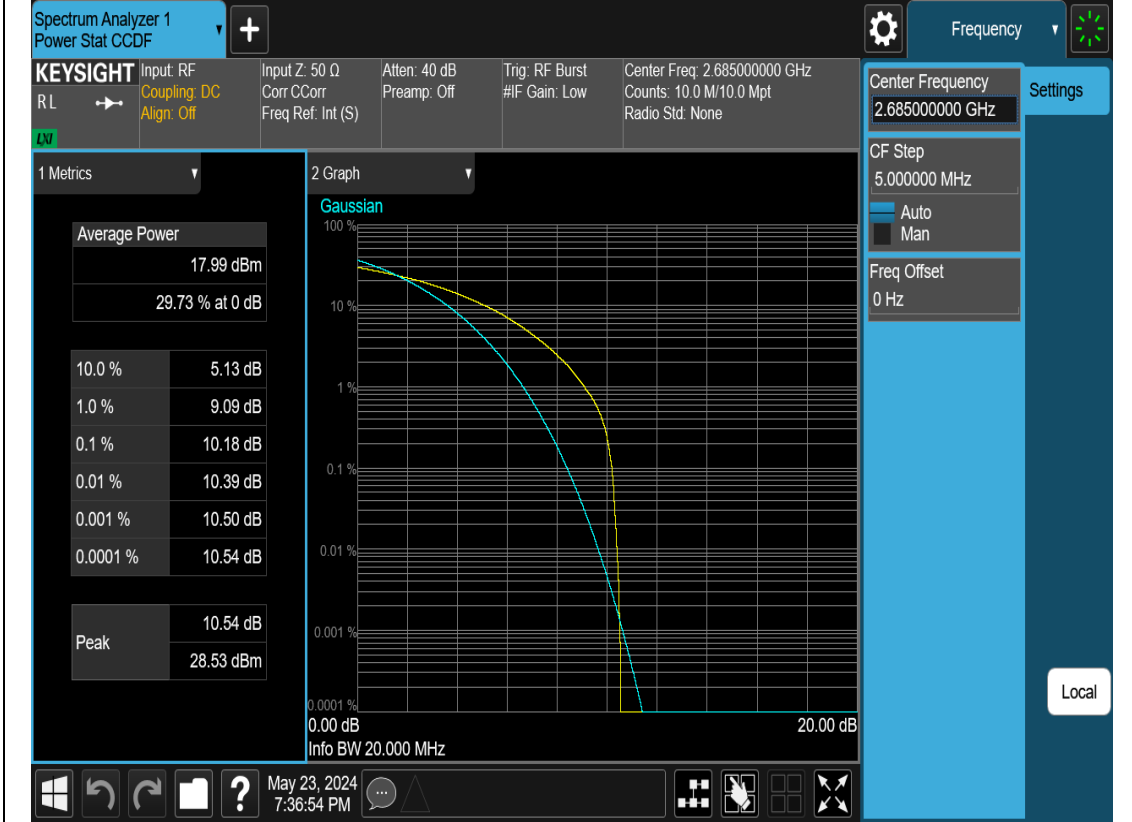 Spectrum Analyzer 1
Power Stat CCDF
+
Frequency
KEYSIGHT
RL
LXI
Input: RF
Coupling: DC
Align: Off
Input Z: 50 Ω
Corr CCorr
Freq Ref: Int (S)
Atten: 40 dB
Preamp: Off
Trig: RF Burst
#IF Gain: Low
Center Freq: 2.685000000 GHz
Counts: 10.0 M/10.0 Mpt
Radio Std: None
Center Frequency
2.685000000 GHz
Settings
CF Step
5.000000 MHz
Auto
Man
Freq Offset
0 Hz
1 Metrics
Average Power
17.99 dBm
29.73 % at 0 dB
10.0 % 5.13 dB
1.0 % 9.09 dB
0.1 % 10.18 dB
0.01 % 10.39 dB
0.001 % 10.50 dB
0.0001 % 10.54 dB
Peak 10.54 dB
28.53 dBm
2 Graph
Gaussian
100 %
10 %
1 %
0.1 %
0.01 %
0.001 %
0.0001 %
0.00 dB 20.00 dB
Info BW 20.000 MHz
Local
?
May 23, 2024
7:36:54 PM